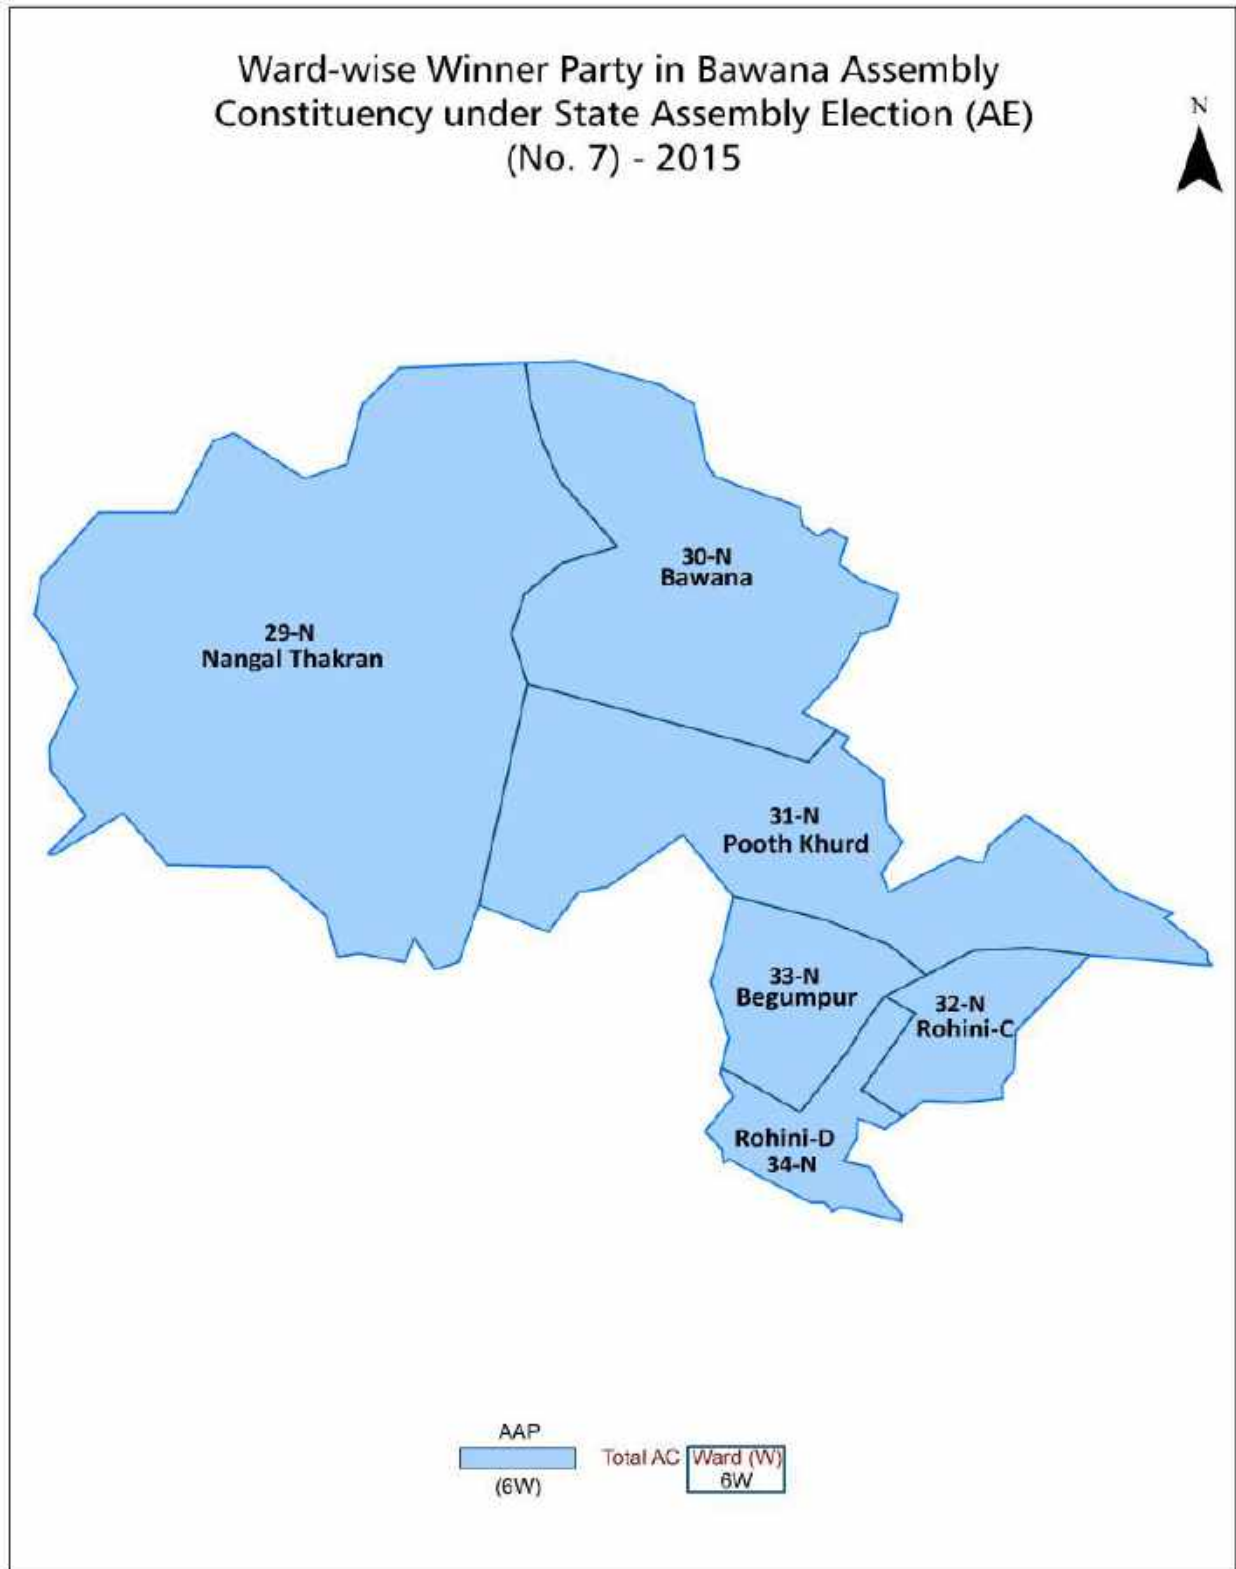 Ward-wise Winner Party in Bawana Assembly
Constituency under State Assembly Election (AE)
(No. 7) - 2015
N
30-N
Bawana
29-N
Nangal Thakran
31-N
Pooth Khurd
33-N
Begumpur
32-N
Rohini-C
Rohini-D
34-N
AAP
(6W)
Total AC
Ward (W)
6W